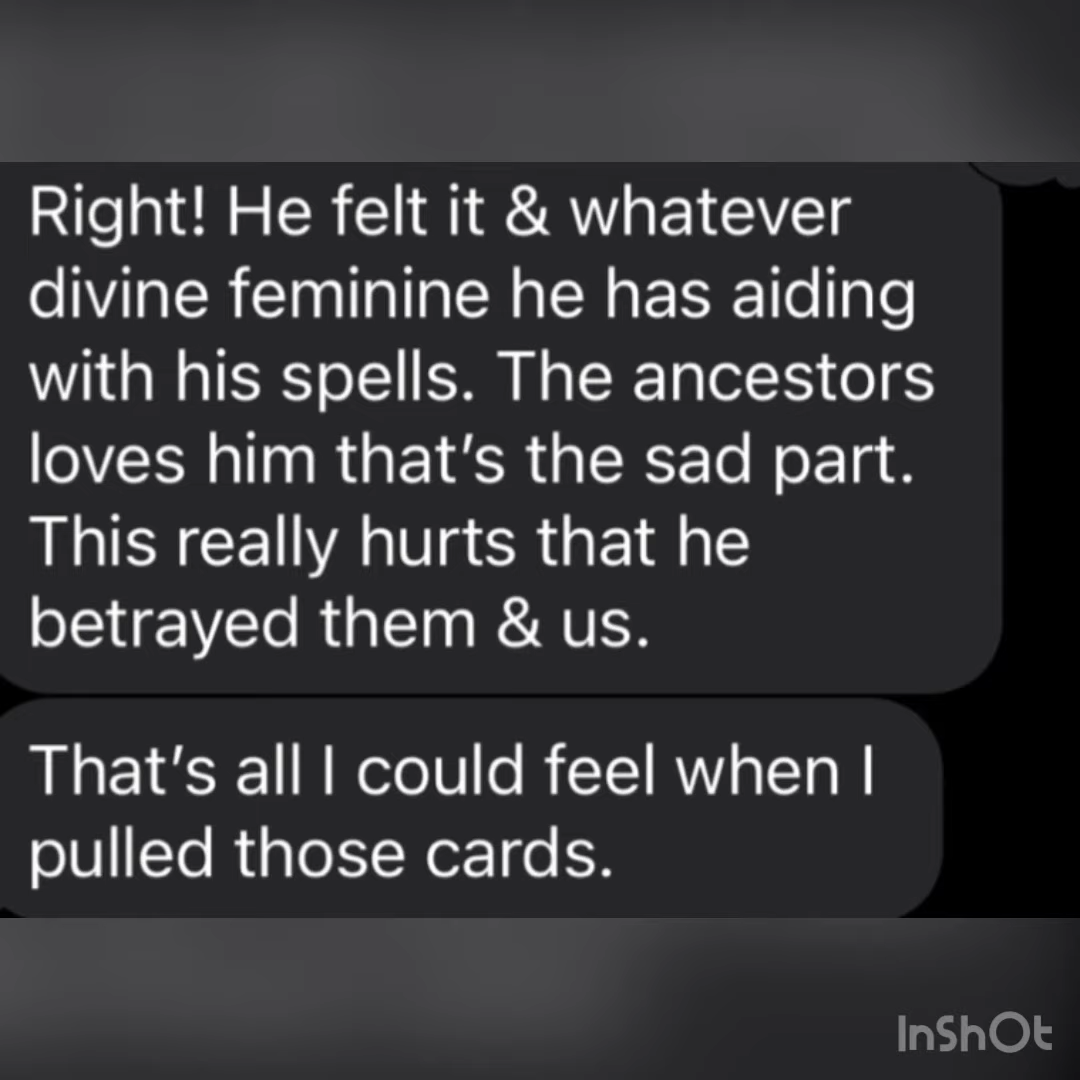 Right! He felt it & whatever
divine feminine he has aiding
with his spells. The ancestors
loves him that’s the sad part.
This really hurts that he
betrayed them & us.
That’s all I could feel when I
pulled those cards.
InShOt